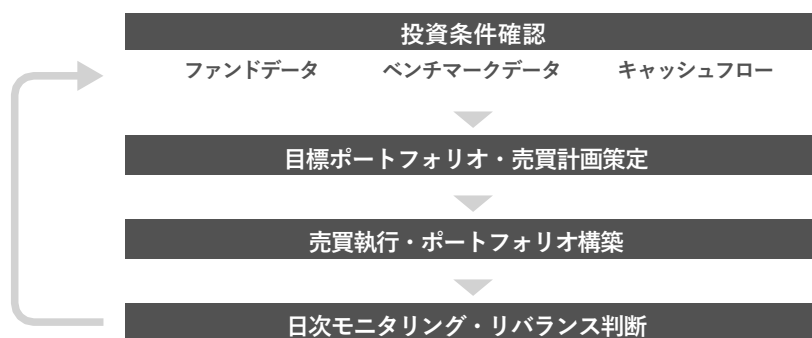 投資条件確認
ファンドデータ ベンチマークデータ キャッシュフロー
目標ポートフォリオ・売買計画策定
売買執行・ポートフォリオ構築
日次モニタリング・リバランス判断